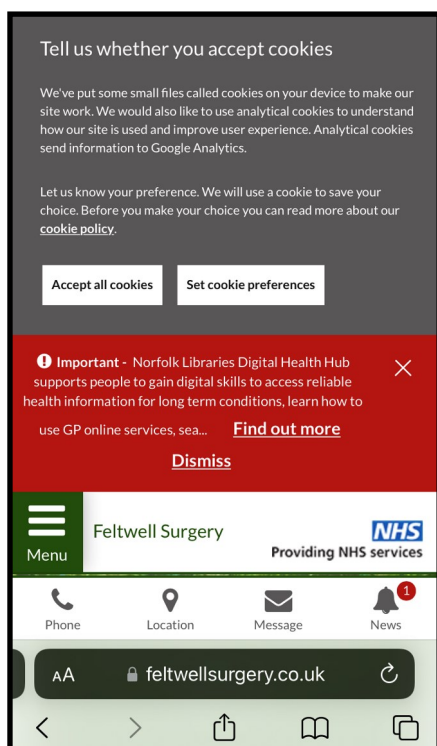 Tell us whether you accept cookies
We've put some small files called cookies on your device to make our
site work. We would also like to use analytical cookies to understand
how our site is used and improve user experience. Analytical cookies
send information to Google Analytics.
Let us know your preference. We will use a cookie to save your
choice. Before you make your choice you can read more about our
cookie policy.
Accept all cookies Set cookie preferences
Important - Norfolk Libraries Digital Health Hub
supports people to gain digital skills to access reliable
health information for long term conditions, learn how to
use GP online services, sea... Find out more
Dismiss
Menu
Feltwell Surgery
NHS
Providing NHS services
1
Phone Location Message News
AA feltwellsurgery.co.uk